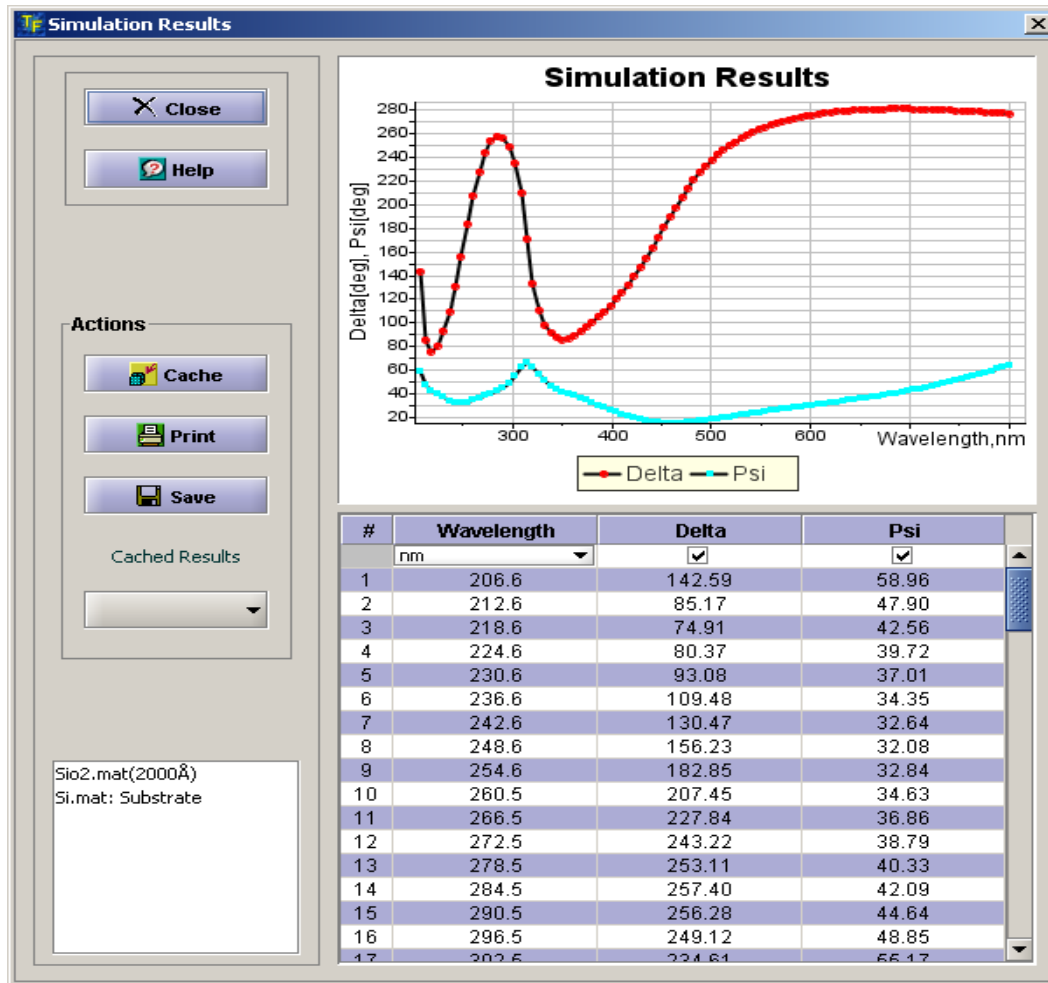 TF Simulation Results
Close
Help
Actions
Cache
Print
Save
Cached Results
Sio2.mat(2000Å)
Si.mat: Substrate
Simulation Results
Delta[deg], Psi[deg]
280
260
240
220
200
180
160
140
120
100
80
60
40
20
300 400 500 600 Wavelength,nm
Delta Psi
# Wavelength Delta Psi
nm
1 206.6 142.59 58.96
2 212.6 85.17 47.90
3 218.6 74.91 42.56
4 224.6 80.37 39.72
5 230.6 93.08 37.01
6 236.6 109.48 34.35
7 242.6 130.47 32.64
8 248.6 156.23 32.08
9 254.6 182.85 32.84
10 260.5 207.45 34.63
11 266.5 227.84 36.86
12 272.5 243.22 38.79
13 278.5 253.11 40.33
14 284.5 257.40 42.09
15 290.5 256.28 44.64
16 296.5 249.12 48.85
17 302.5 234.61